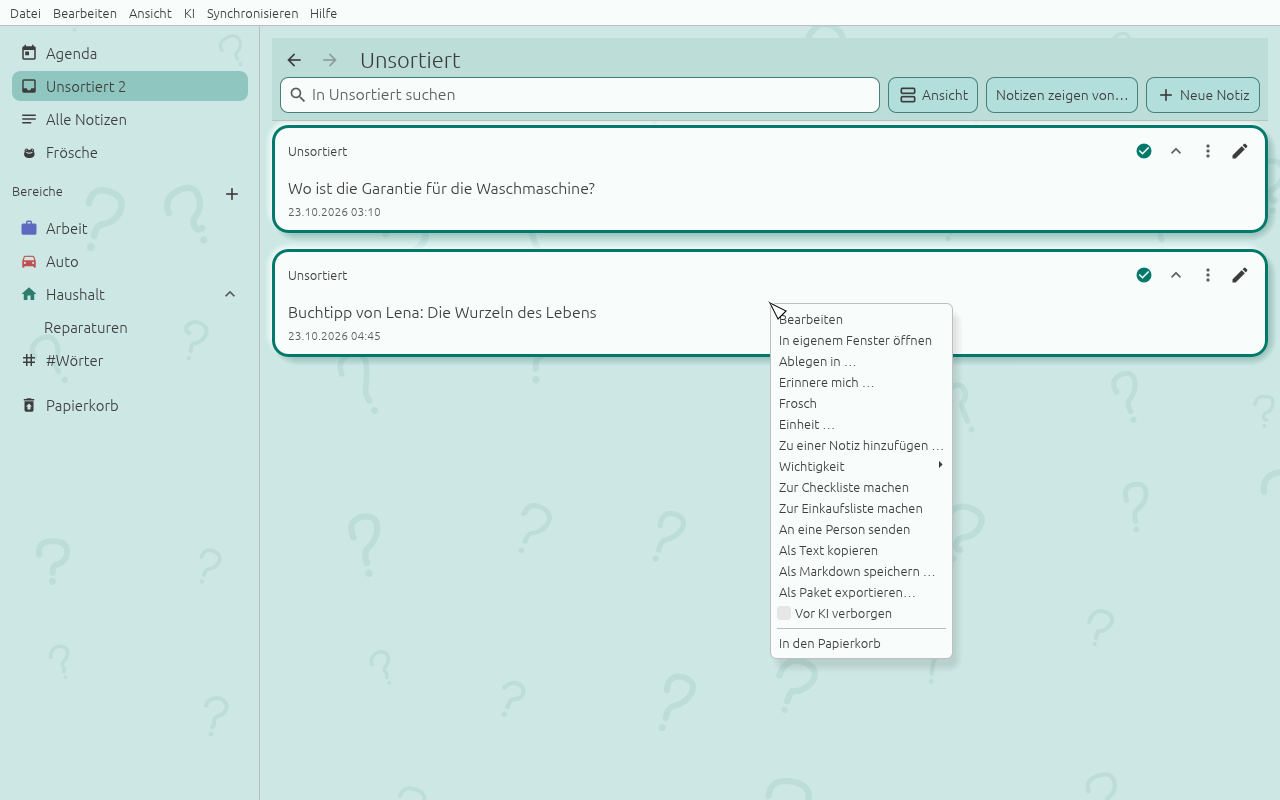 Datei Bearbeiten Ansicht KI Synchronisieren Hilfe
Agenda
Unsortiert 2
Alle Notizen
Frösche
Bereiche
Arbeit
Auto
Haushalt
Reparaturen
#Wörter
Papierkorb
Unsortiert
In Unsortiert suchen
Ansicht
Notizen zeigen von…
Neue Notiz
Unsortiert
Wo ist die Garantie für die Waschmaschine?
23.10.2026 03:10
Unsortiert
Buchtipp von Lena: Die Wurzeln des Lebens
23.10.2026 04:45
Bearbeiten
In eigenem Fenster öffnen
Ablegen in …
Erinnere mich …
Frosch
Einheit …
Zu einer Notiz hinzufügen …
Wichtigkeit
Zur Checkliste machen
Zur Einkaufsliste machen
An eine Person senden
Als Text kopieren
Als Markdown speichern …
Als Paket exportieren…
Vor KI verborgen
In den Papierkorb